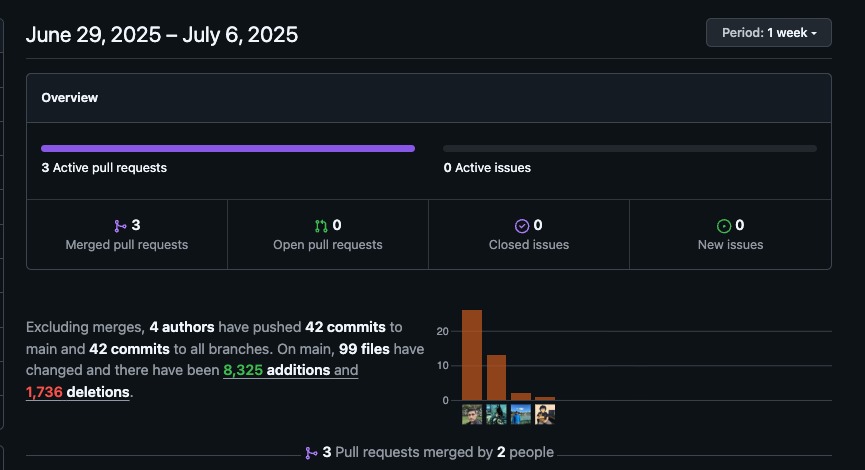 June 29, 2025 – July 6, 2025
Period: 1 week
Overview
3 Active pull requests
0 Active issues
3
Merged pull requests
0
Open pull requests
0
Closed issues
0
New issues
Excluding merges, 4 authors have pushed 42 commits to
main and 42 commits to all branches. On main, 99 files have
changed and there have been 8,325 additions and
1,736 deletions.
20
10
0
3 Pull requests merged by 2 people